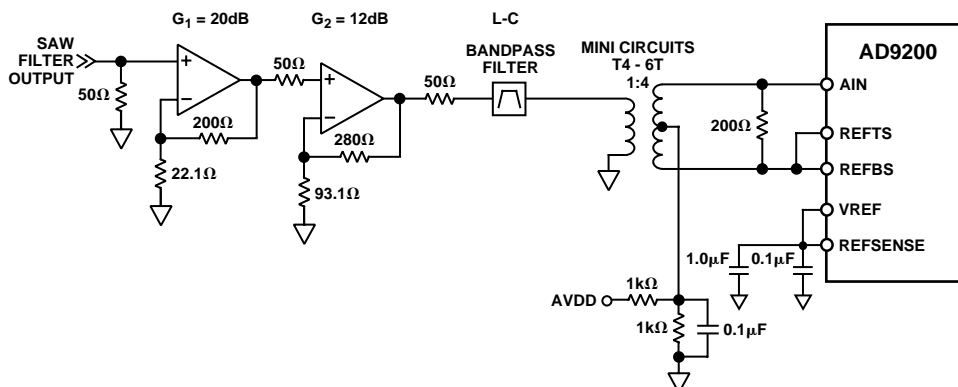 G1 = 20dB
G2 = 12dB
L-C
BANDPASS
FILTER
MINI CIRCUITS
T4 - 6T
1:4
AD9200
SAW
FILTER
OUTPUT
50Ω
+
–
200Ω
22.1Ω
50Ω
+
–
280Ω
93.1Ω
50Ω
200Ω
AIN
REFTS
REFBS
VREF
REFSENSE
1.0μF
0.1μF
AVDD
1kΩ
1kΩ
0.1μF